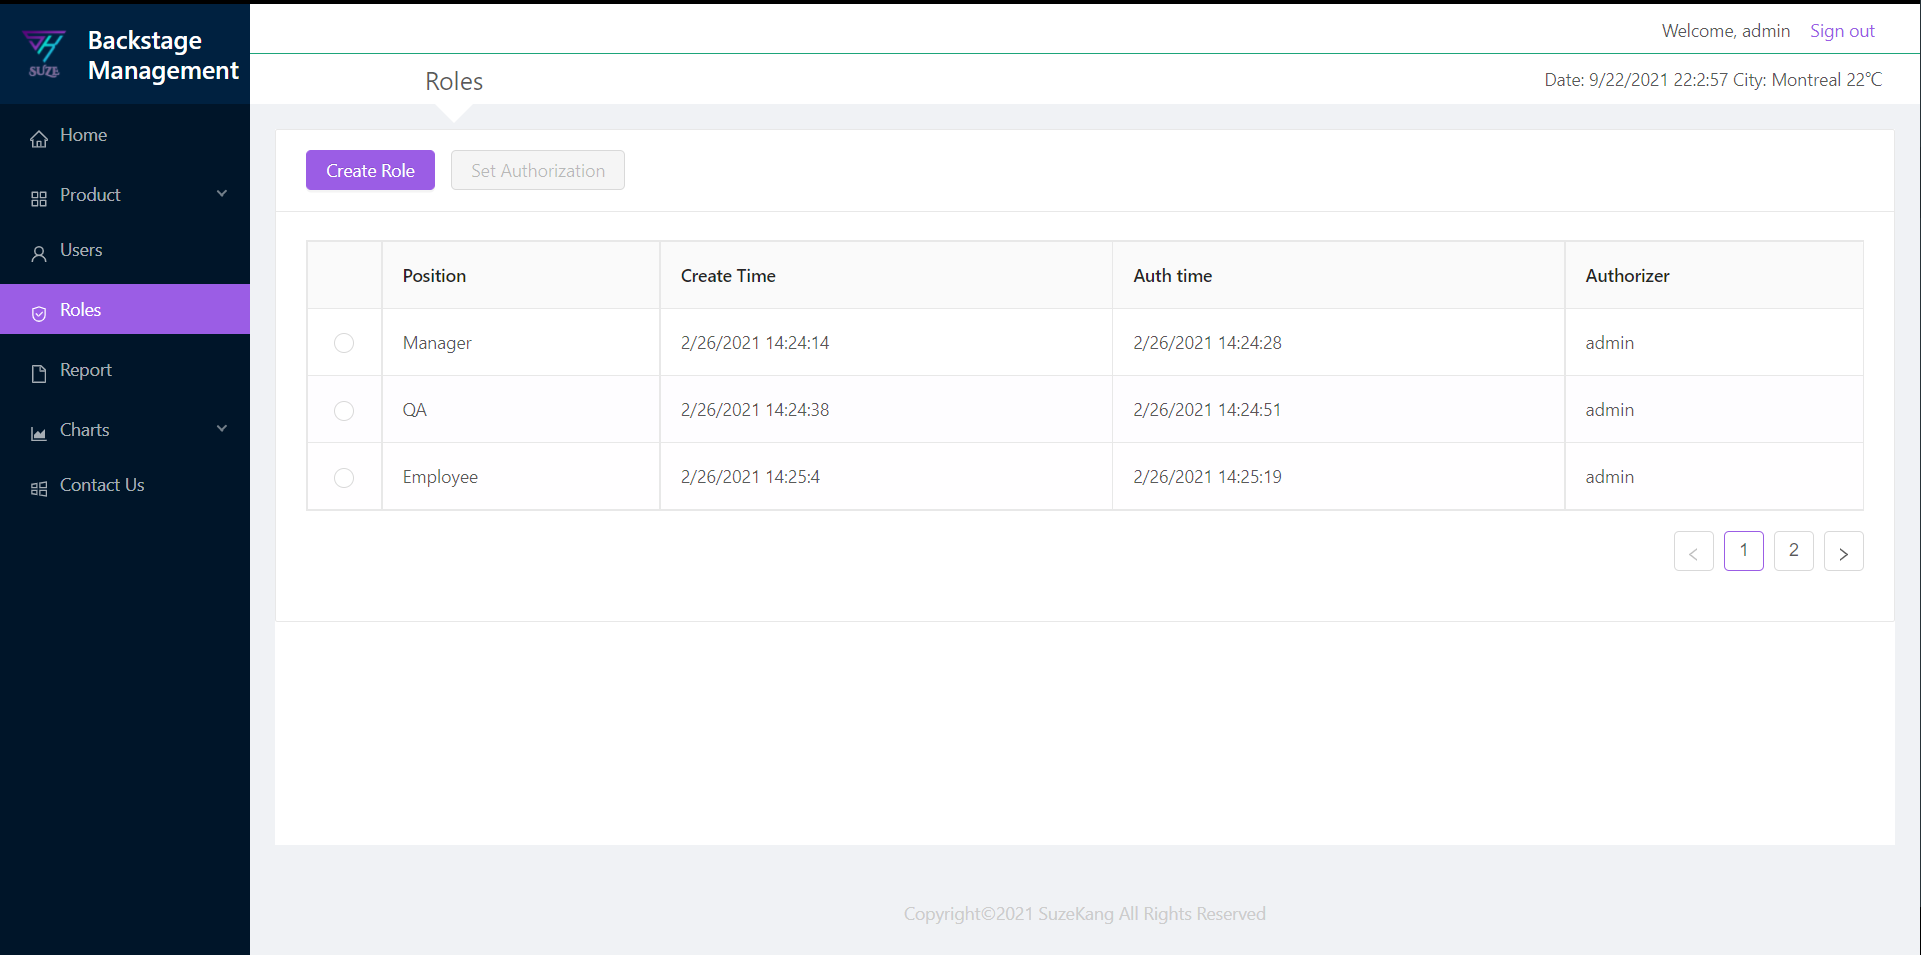 SUZE
Backstage
Management
Welcome, admin Sign out
Roles
Date: 9/22/2021 22:2:57 City: Montreal 22℃
Home
Product
Users
Roles
Report
Charts
Contact Us
Create Role Set Authorization
Position Create Time Auth time Authorizer
Manager 2/26/2021 14:24:14 2/26/2021 14:24:28 admin
QA 2/26/2021 14:24:38 2/26/2021 14:24:51 admin
Employee 2/26/2021 14:25:4 2/26/2021 14:25:19 admin
< 1 2 >
Copyright©2021 SuzeKang All Rights Reserved